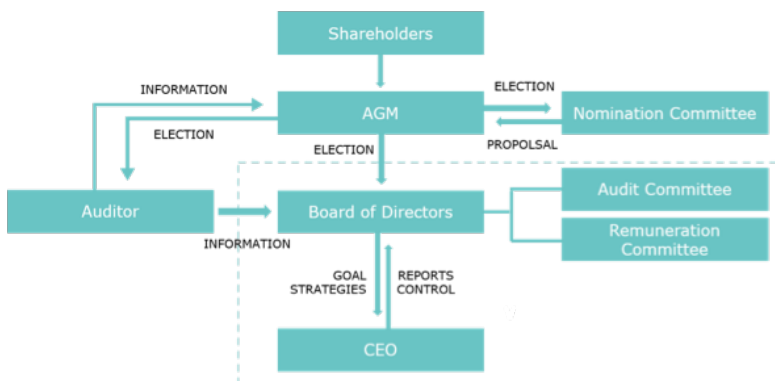 Shareholders
INFORMATION
ELECTION
AGM
Nomination Committee
ELECTION
ELECTION
PROPOLSAL
Audit Committee
Auditor
Board of Directors
INFORMATION
Remuneration
Committee
GOAL
STRATEGIES
REPORTS
CONTROL
CEO